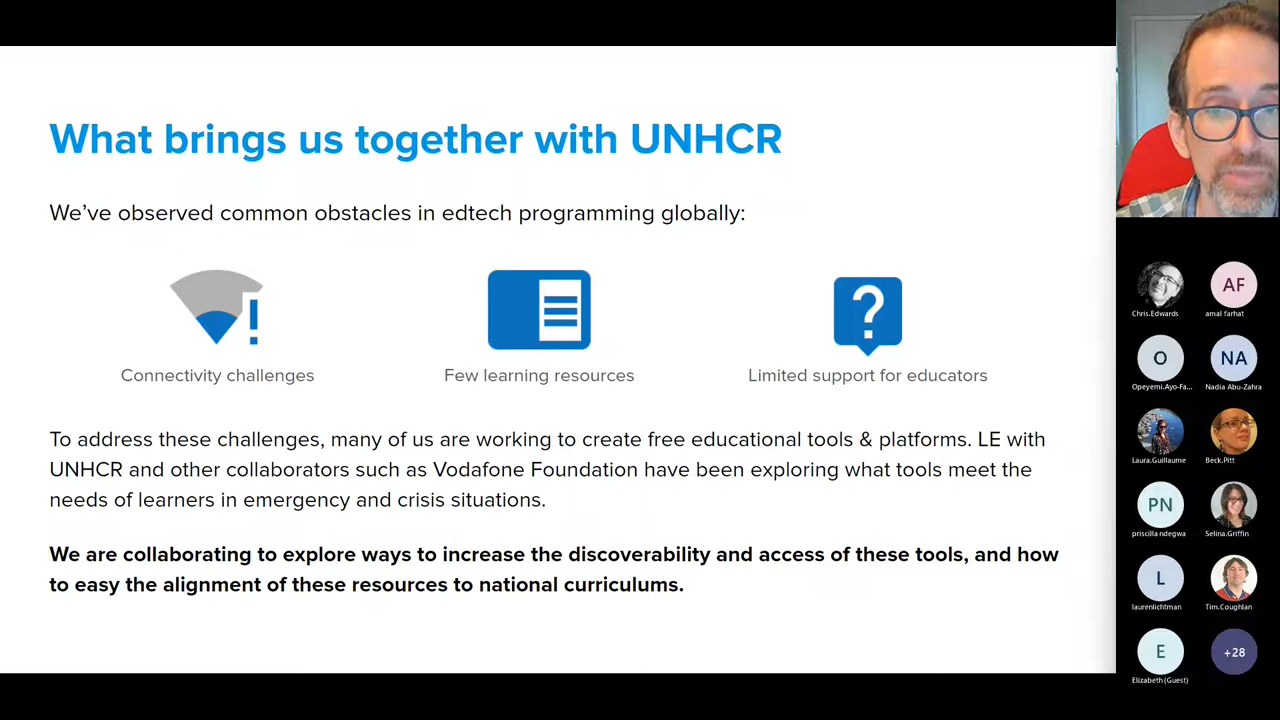 What brings us together with UNHCR
We’ve observed common obstacles in edtech programming globally:
Connectivity challenges
Few learning resources
Limited support for educators
To address these challenges, many of us are working to create free educational tools & platforms. LE with
UNHCR and other collaborators such as Vodafone Foundation have been exploring what tools meet the
needs of learners in emergency and crisis situations.
We are collaborating to explore ways to increase the discoverability and access of these tools, and how
to easy the alignment of these resources to national curriculums.
Chris.Edwards
AF
amal farhat
O
Opeyemi.Ayo-Fa...
NA
Nadia Abu-Zahra
Laura.Guillaume
Beck.Pitt
PN
priscilla ndegwa
Selina.Griffin
L
laurenlichtman
Tim.Coughlan
E
Elizabeth (Guest)
+28